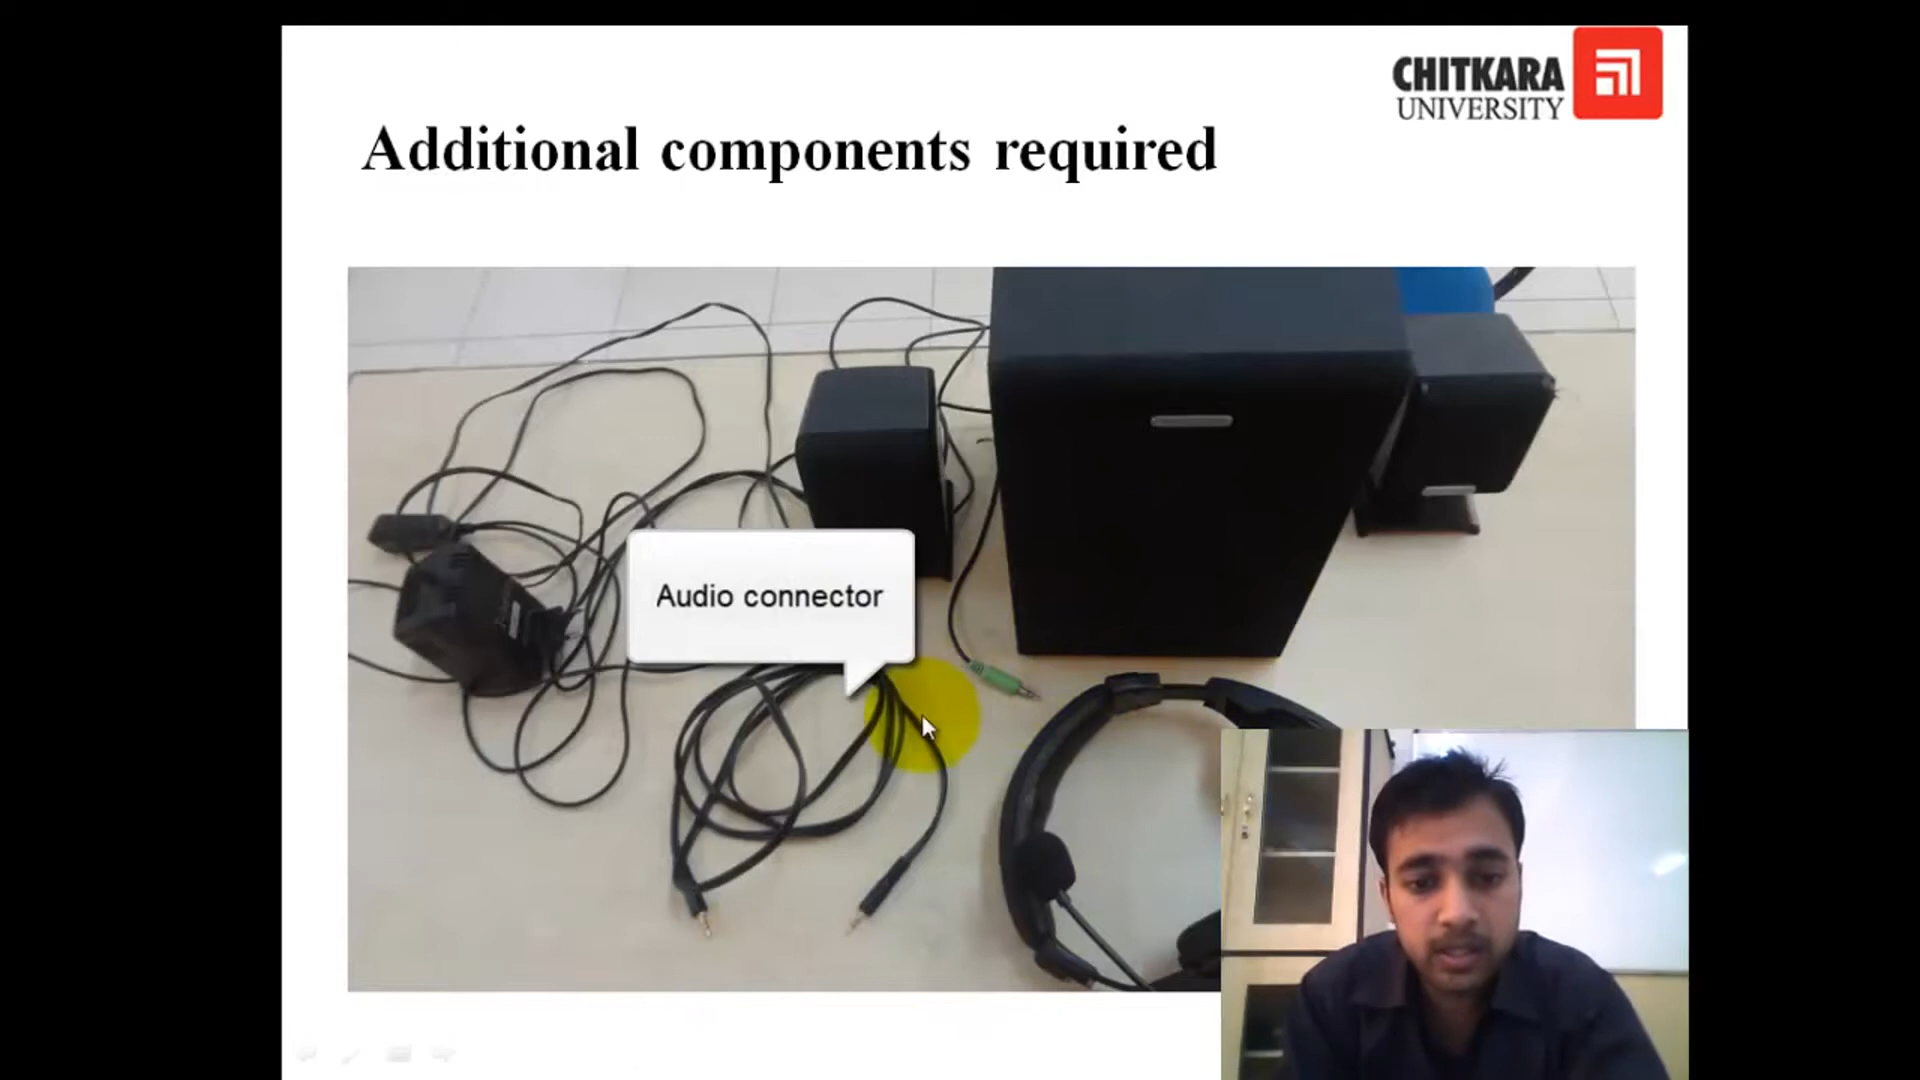 CHITKARA
UNIVERSITY
Additional components required
Audio connector